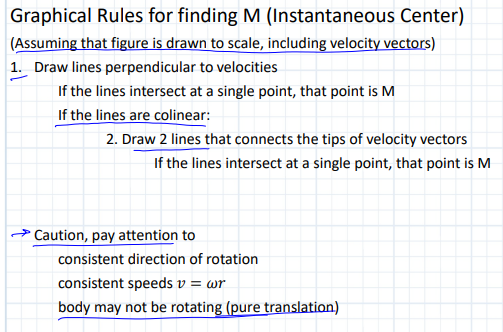 Graphical Rules for finding M (Instantaneous Center)
(Assuming that figure is drawn to scale, including velocity vectors)
1. Draw lines perpendicular to velocities
If the lines intersect at a single point, that point is M
If the lines are colinear:
2. Draw 2 lines that connects the tips of velocity vectors
If the lines intersect at a single point, that point is M
→ Caution, pay attention to
consistent direction of rotation
consistent speeds v = ωr
body may not be rotating (pure translation)